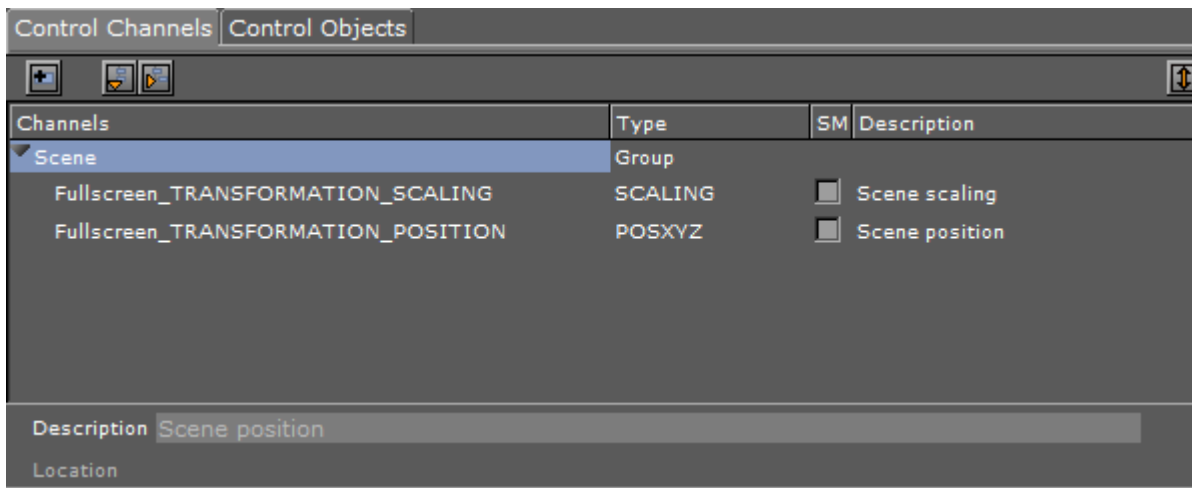 Control Channels Control Objects
Channels Type SM Description
Scene Group
Fullscreen_TRANSFORMATION_SCALING SCALING Scene scaling
Fullscreen_TRANSFORMATION_POSITION POSXYZ Scene position
Description Scene position
Location